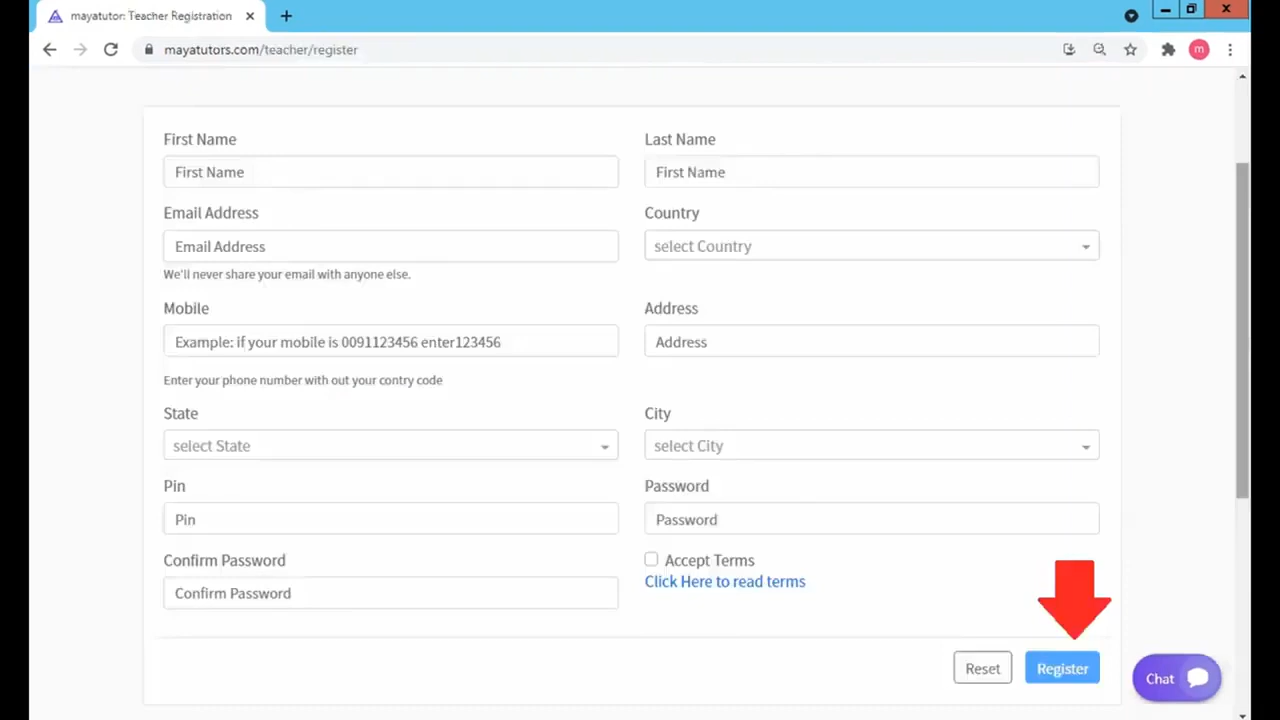 mayatutor: Teacher Registration
mayatutors.com/teacher/register
m
First Name
Last Name
First Name
First Name
Email Address
Country
Email Address
select Country
We'll never share your email with anyone else.
Mobile
Address
Example: if your mobile is 0091123456 enter123456
Address
Enter your phone number with out your contry code
State
City
select State
select City
Pin
Password
Pin
Password
Confirm Password
Accept Terms
Click Here to read terms
Confirm Password
Reset
Register
Chat